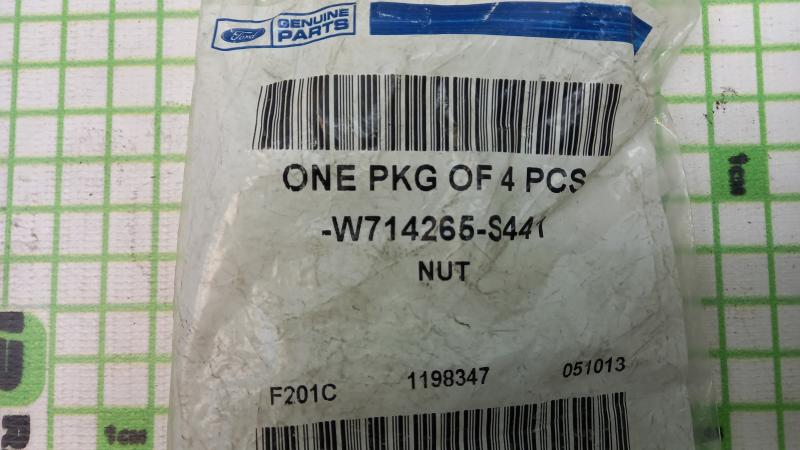 Ford GENUINE PARTS
ONE PKG OF 4 PCS
-W714265-S441
NUT
F201C 1198347 051013
1CM
1CM
R